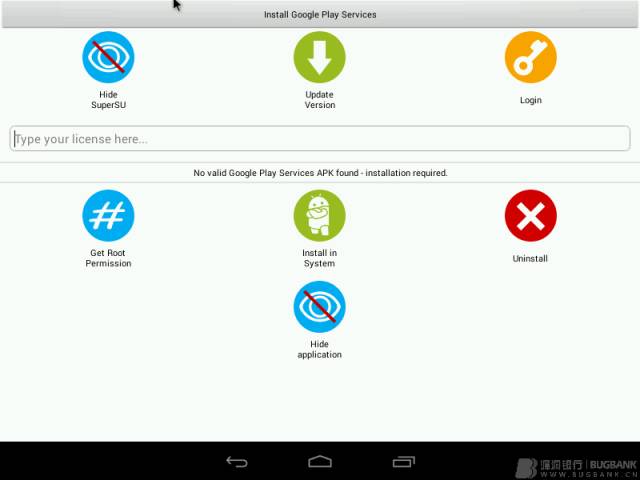 Install Google Play Services
Hide
SuperSU
Update
Version
Login
Type your license here...
No valid Google Play Services APK found - installation required.
#
Get Root
Permission
Install in
System
Uninstall
Hide
application
漏洞银行 | BUGBANK
WWW.BUGBANK.CN